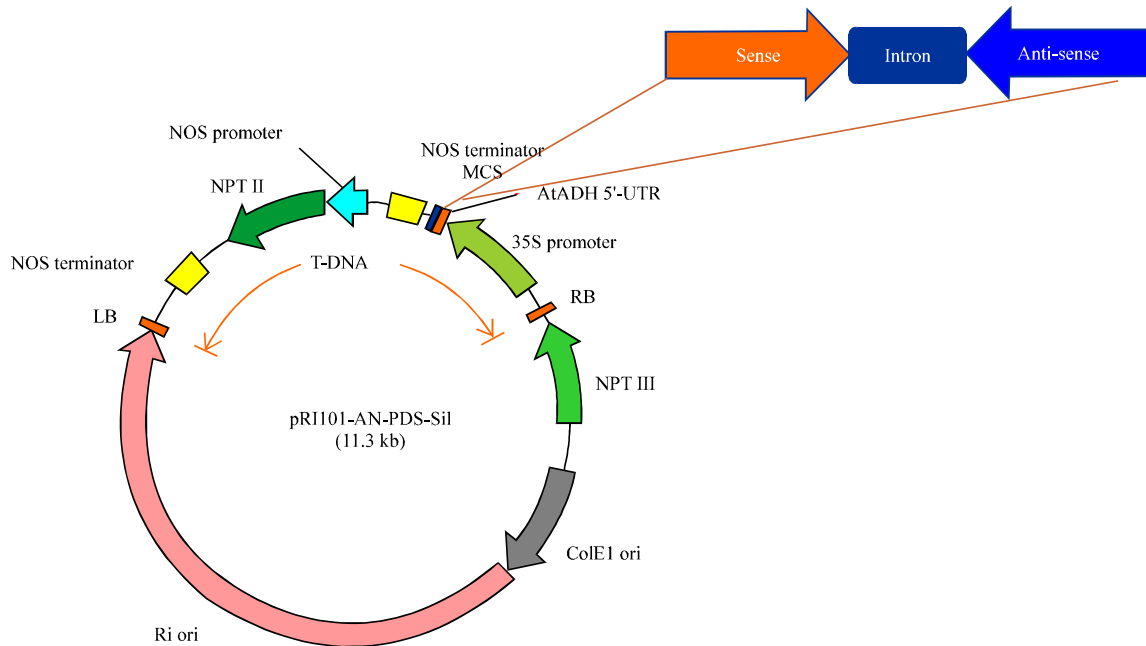 Sense
Intron
Anti-sense
NOS promoter
NOS terminator
MCS
NPT II
AtADH 5'-UTR
35S promoter
NOS terminator
T-DNA
LB
RB
NPT III
pRI101-AN-PDS-Sil
(11.3 kb)
ColE1 ori
Ri ori